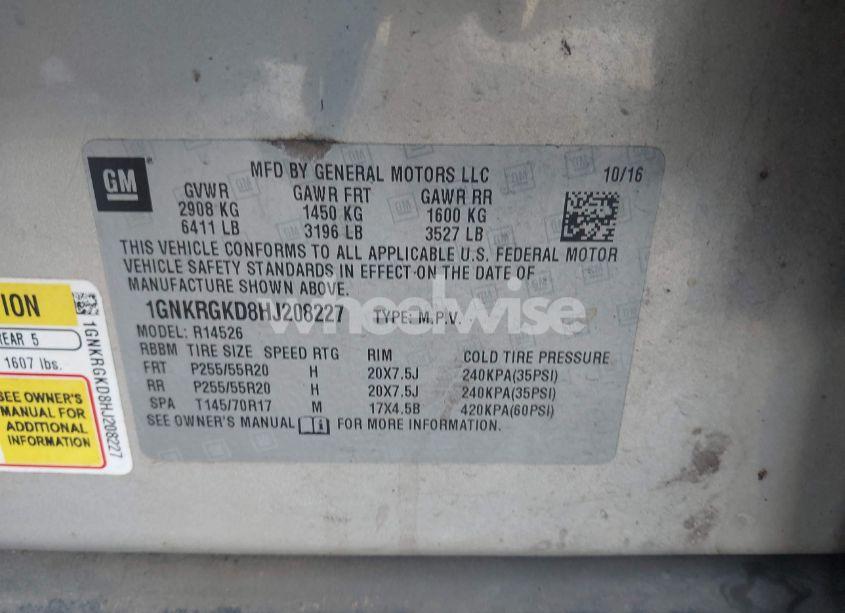 GM
MFD BY GENERAL MOTORS LLC 10/16
GVWR GAWR FRT GAWR RR
2908 KG 1450 KG 1600 KG
6411 LB 3196 LB 3527 LB
THIS VEHICLE CONFORMS TO ALL APPLICABLE U.S. FEDERAL MOTOR
VEHICLE SAFETY STANDARDS IN EFFECT ON THE DATE OF
MANUFACTURE SHOWN ABOVE.
1GNKRGKD8HJ208227 TYPE: M.P.V.
MODEL: R14526
RBBM TIRE SIZE SPEED RTG RIM COLD TIRE PRESSURE
FRT P255/55R20 H 20X7.5J 240KPA(35PSI)
RR P255/55R20 H 20X7.5J 240KPA(35PSI)
SPA T145/70R17 M 17X4.5B 420KPA(60PSI)
SEE OWNER'S MANUAL FOR MORE INFORMATION.
wheelwise
TION
REAR 5
1607 lbs.
SEE OWNER'S
MANUAL FOR
ADDITIONAL
INFORMATION
1GNKRGKD8HJ208227